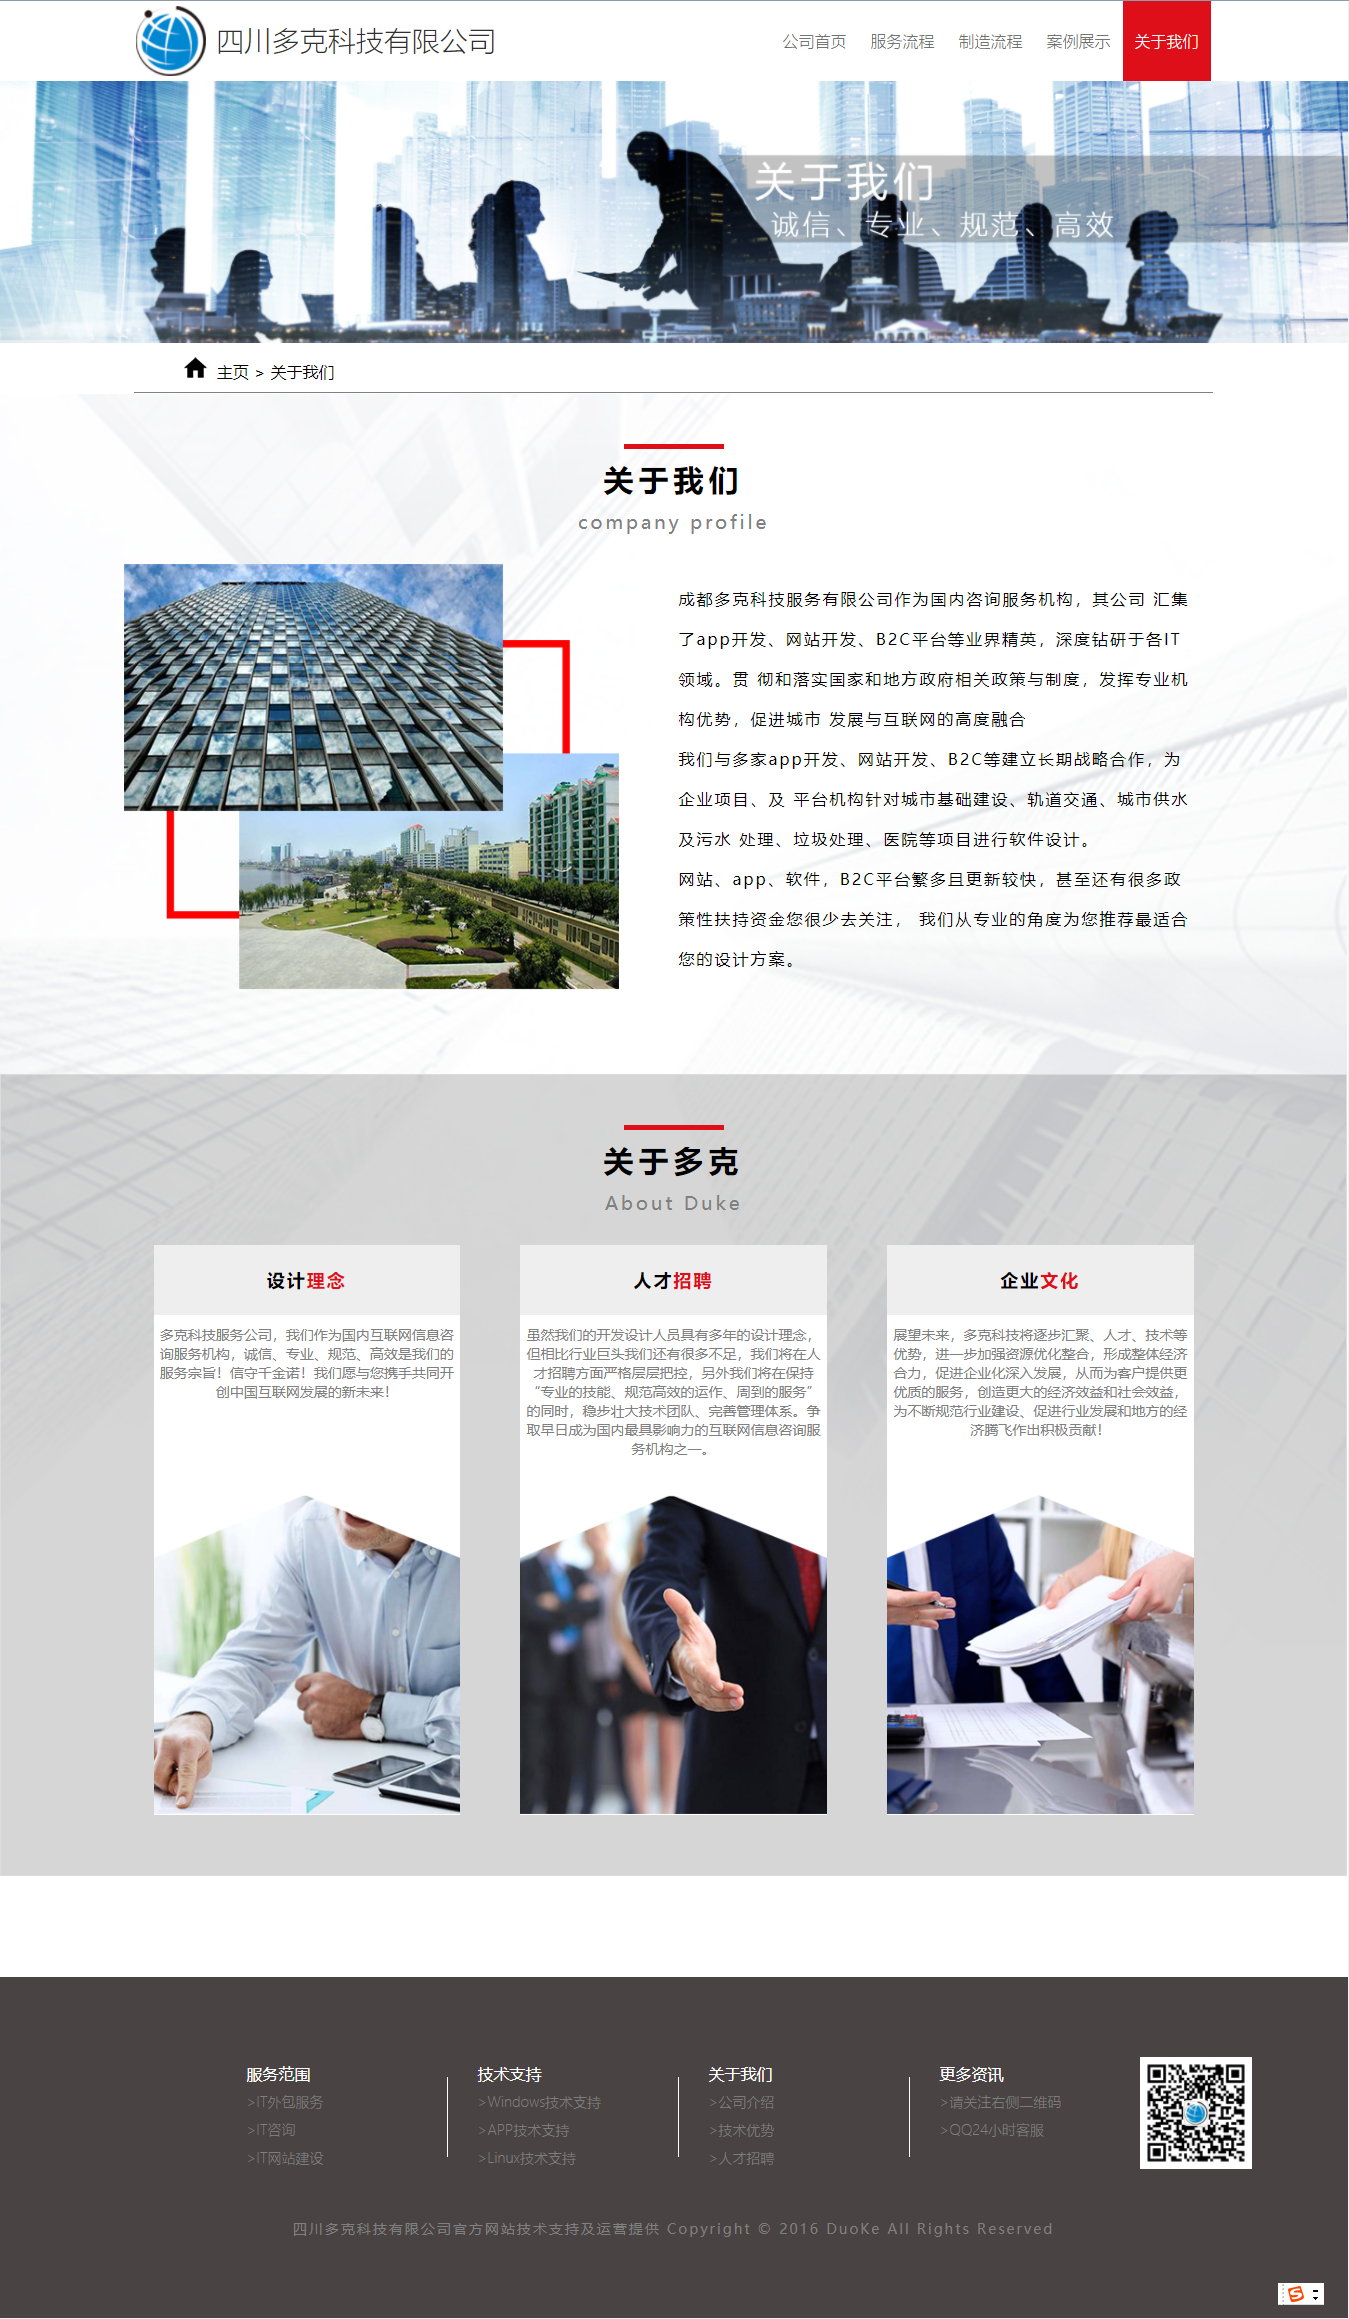 四川多克科技有限公司
公司首页 服务流程 制造流程 案例展示 关于我们
关于我们
诚信、专业、规范、高效
主页 > 关于我们
关于我们
company profile
成都多克科技服务有限公司作为国内咨询服务机构，其公司 汇集
了app开发、网站开发、B2C平台等业界精英，深度钻研于各IT
领域。贯 彻和落实国家和地方政府相关政策与制度，发挥专业机
构优势，促进城市 发展与互联网的高度融合
我们与多家app开发、网站开发、B2C等建立长期战略合作，为
企业项目、及 平台机构针对城市基础建设、轨道交通、城市供水
及污水 处理、垃圾处理、医院等项目进行软件设计。
网站、app、软件，B2C平台繁多且更新较快，甚至还有很多政
策性扶持资金您很少去关注， 我们从专业的角度为您推荐最适合
您的设计方案。
关于多克
About Duke
设计理念
多克科技服务公司，我们作为国内互联网信息咨
询服务机构，诚信、专业、规范、高效是我们的
服务宗旨！信守千金诺！我们愿与您携手共同开
创中国互联网发展的新未来！
人才招聘
虽然我们的开发设计人员具有多年的设计理念，
但相比行业巨头我们还有很多不足，我们将在人
才招聘方面严格层层把控，另外我们将在保持
“专业的技能、规范高效的运作、周到的服务”
的同时，稳步壮大技术团队、完善管理体系。争
取早日成为国内最具影响力的互联网信息咨询服
务机构之一。
企业文化
展望未来，多克科技将逐步汇聚、人才、技术等
优势，进一步加强资源优化整合，形成整体经济
合力，促进企业化深入发展，从而为客户提供更
优质的服务，创造更大的经济效益和社会效益，
为不断规范行业建设、促进行业发展和地方的经
济腾飞作出积极贡献！
服务范围
>IT外包服务
>IT咨询
>IT网站建设
技术支持
>Windows技术支持
>APP技术支持
>Linux技术支持
关于我们
>公司介绍
>技术优势
>人才招聘
更多资讯
>请关注右侧二维码
>QQ24小时客服
四川多克科技有限公司官方网站技术支持及运营提供 Copyright © 2016 DuoKe All Rights Reserved